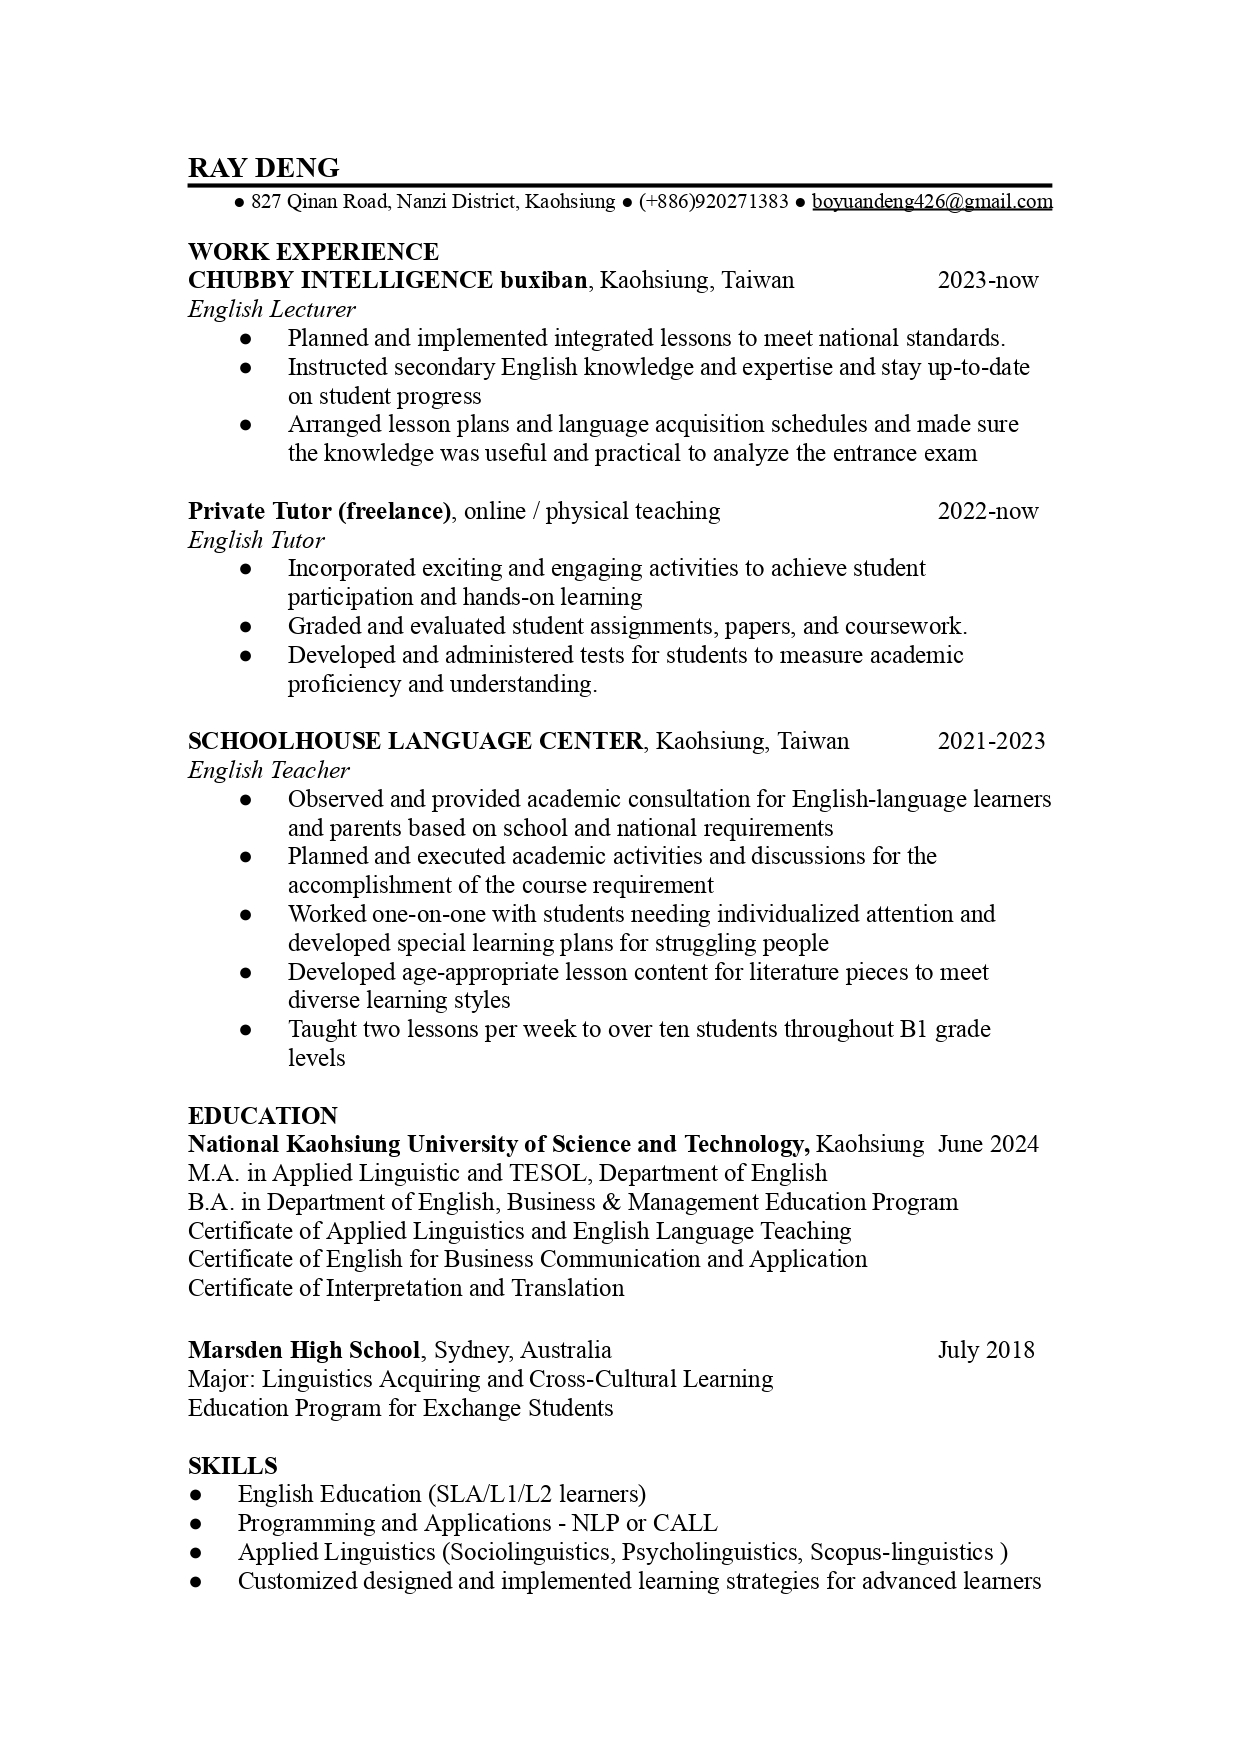 RAY DENG
● 827 Qinan Road, Nanzi District, Kaohsiung ● (+886)920271383 ● boyuandeng426@gmail.com
WORK EXPERIENCE
CHUBBY INTELLIGENCE buxiban, Kaohsiung, Taiwan 2023-now
English Lecturer
● Planned and implemented integrated lessons to meet national standards.
● Instructed secondary English knowledge and expertise and stay up-to-date
on student progress
● Arranged lesson plans and language acquisition schedules and made sure
the knowledge was useful and practical to analyze the entrance exam
Private Tutor (freelance), online / physical teaching 2022-now
English Tutor
● Incorporated exciting and engaging activities to achieve student
participation and hands-on learning
● Graded and evaluated student assignments, papers, and coursework.
● Developed and administered tests for students to measure academic
proficiency and understanding.
SCHOOLHOUSE LANGUAGE CENTER, Kaohsiung, Taiwan 2021-2023
English Teacher
● Observed and provided academic consultation for English-language learners
and parents based on school and national requirements
● Planned and executed academic activities and discussions for the
accomplishment of the course requirement
● Worked one-on-one with students needing individualized attention and
developed special learning plans for struggling people
● Developed age-appropriate lesson content for literature pieces to meet
diverse learning styles
● Taught two lessons per week to over ten students throughout B1 grade
levels
EDUCATION
National Kaohsiung University of Science and Technology, Kaohsiung June 2024
M.A. in Applied Linguistic and TESOL, Department of English
B.A. in Department of English, Business & Management Education Program
Certificate of Applied Linguistics and English Language Teaching
Certificate of English for Business Communication and Application
Certificate of Interpretation and Translation
Marsden High School, Sydney, Australia July 2018
Major: Linguistics Acquiring and Cross-Cultural Learning
Education Program for Exchange Students
SKILLS
● English Education (SLA/L1/L2 learners)
● Programming and Applications - NLP or CALL
● Applied Linguistics (Sociolinguistics, Psycholinguistics, Scopus-linguistics )
● Customized designed and implemented learning strategies for advanced learners